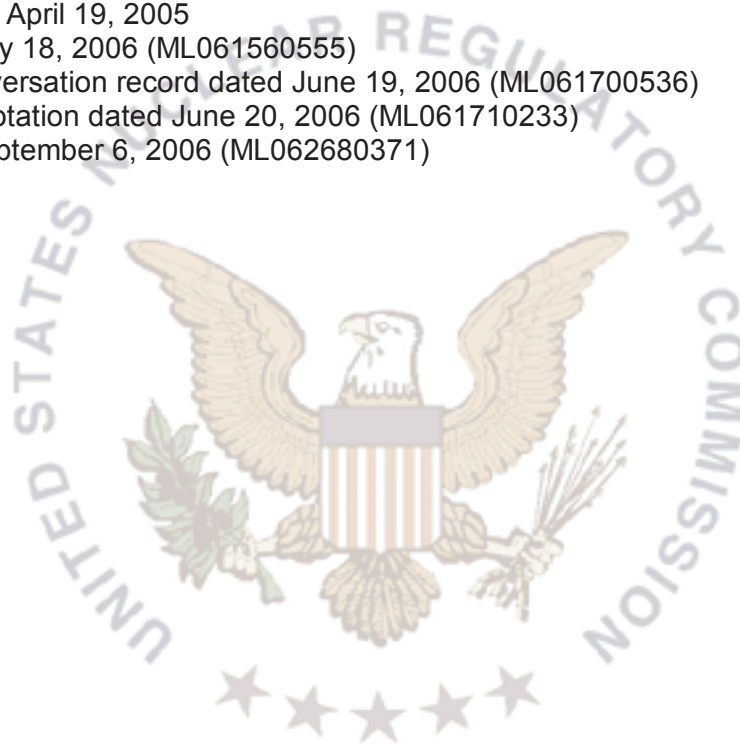 April 19, 2005
y 18, 2006 (ML061560555)
versation record dated June 19, 2006 (ML061700536)
otation dated June 20, 2006 (ML061710233)
ptember 6, 2006 (ML062680371)
UNITED STATES NUCLEAR REGULATORY COMMISSION